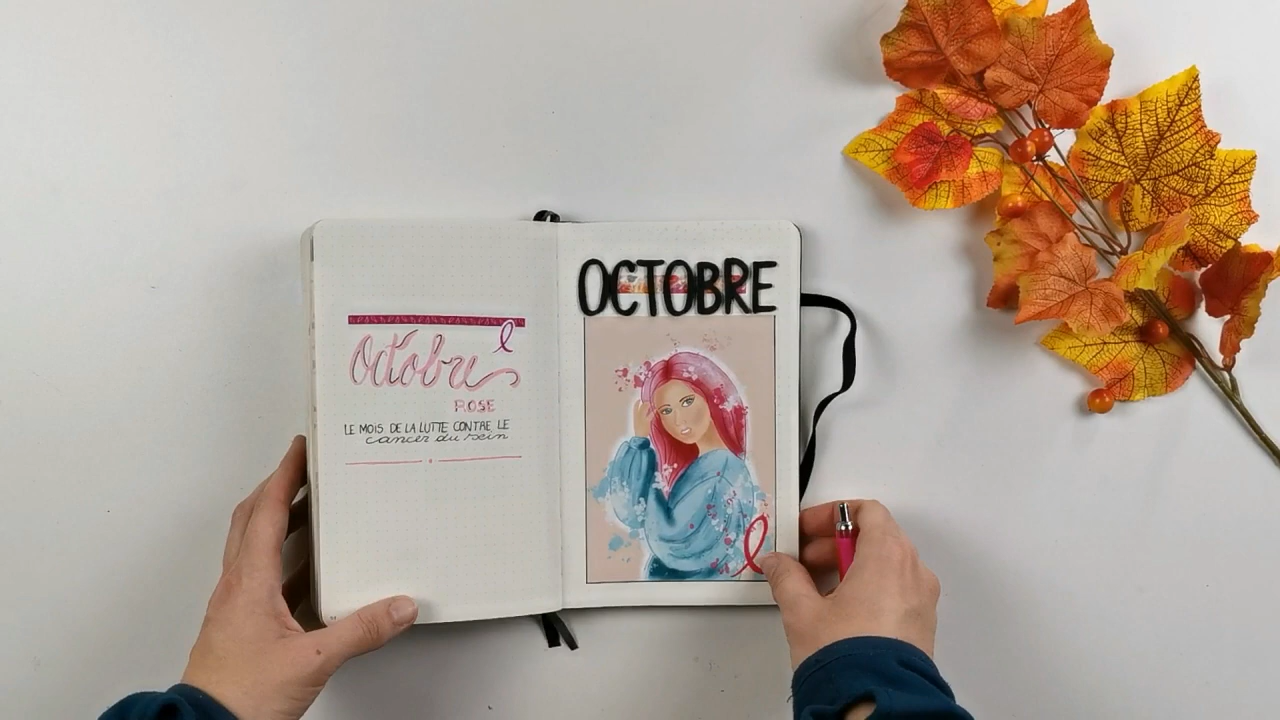 Octobre
ROSE
LE MOIS DE LA LUTTE CONTRE LE
cancer du sein
OCTOBRE